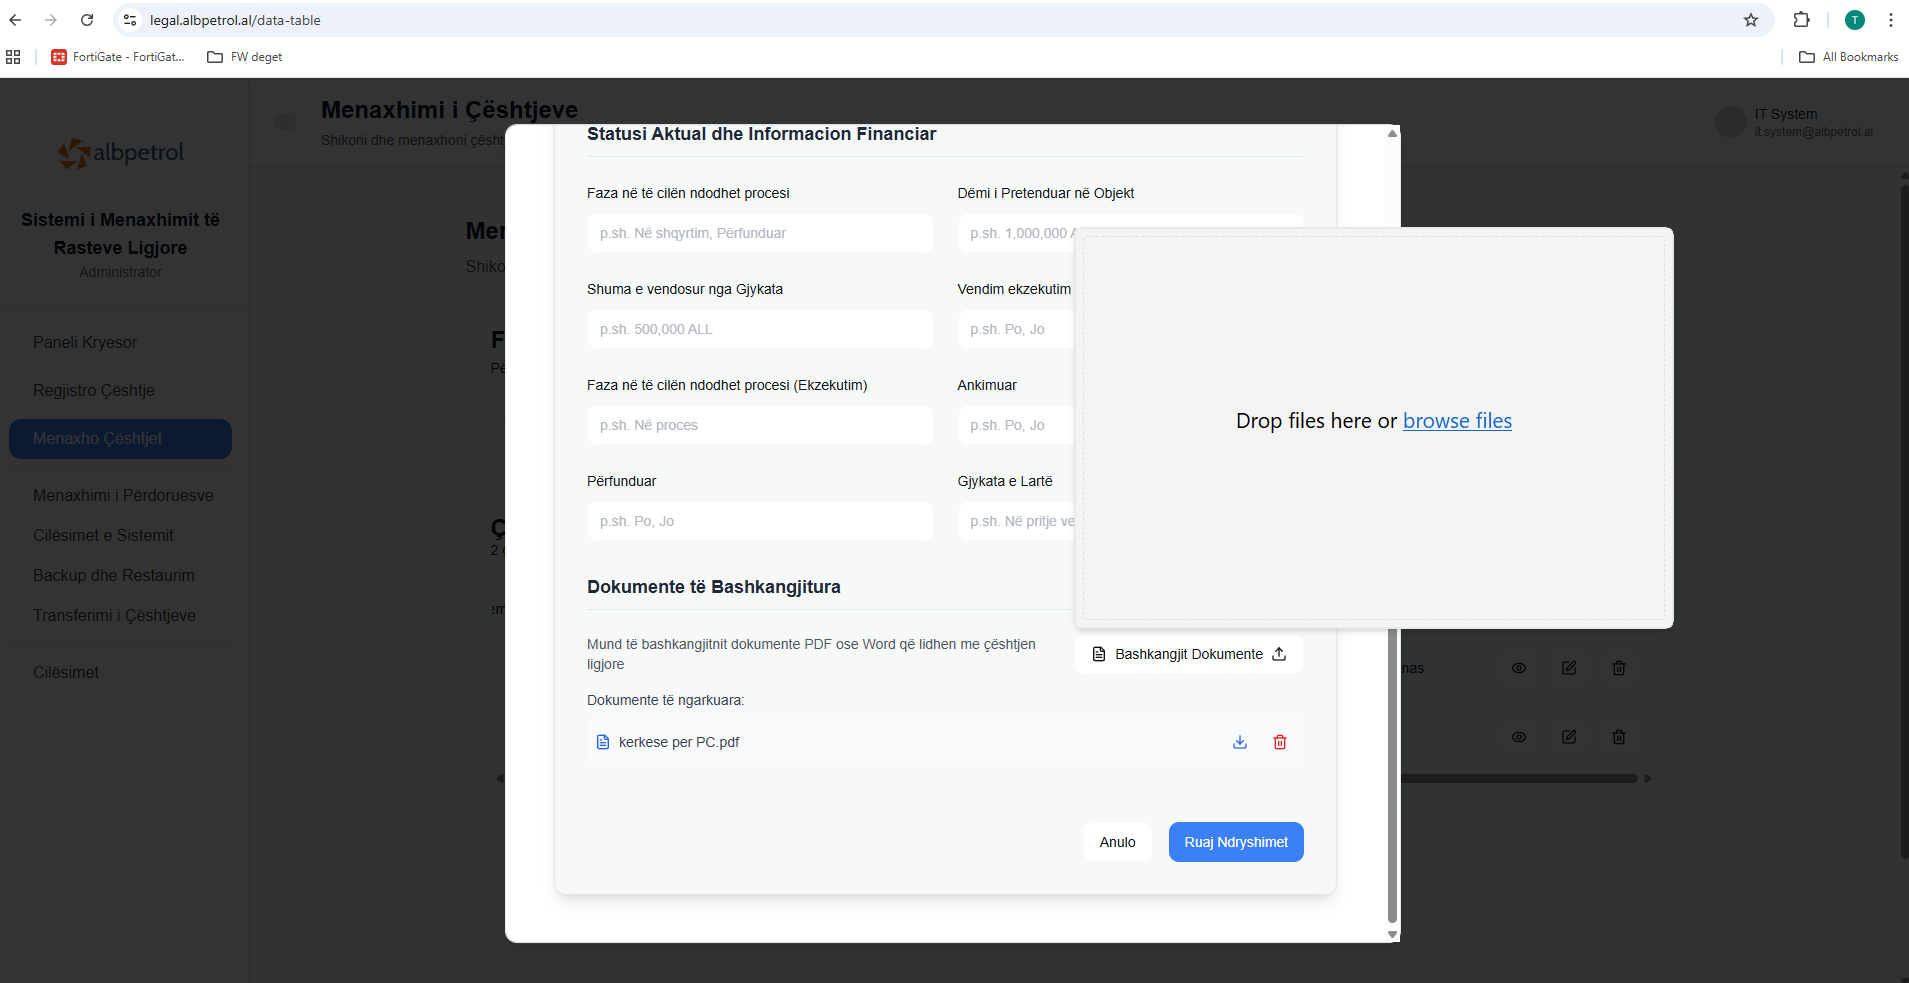 legal.albpetrol.al/data-table
T
FortiGate - FortiGat...
FW deget
All Bookmarks
albpetrol
Sistemi i Menaxhimit të
Rasteve Ligjore
Administrator
Paneli Kryesor
Regjistro Çështje
Menaxho Çështjet
Menaxhimi i Përdoruesve
Cilësimet e Sistemit
Backup dhe Restaurim
Transferimi i Çështjeve
Cilësimet
Menaxhimi i Çështjeve
Shikoni dhe menaxhoni çësht
IT System
it.system@albpetrol.al
Mer
Shiko
F
Pë
Ç
2
em
nas
Statusi Aktual dhe Informacion Financiar
Faza në të cilën ndodhet procesi
Dëmi i Pretenduar në Objekt
p.sh. Në shqyrtim, Përfunduar
p.sh. 1,000,000 A
Shuma e vendosur nga Gjykata
Vendim ekzekutim
p.sh. 500,000 ALL
p.sh. Po, Jo
Faza në të cilën ndodhet procesi (Ekzekutim)
Ankimuar
p.sh. Në proces
p.sh. Po, Jo
Përfunduar
Gjykata e Lartë
p.sh. Po, Jo
p.sh. Në pritje ve
Drop files here or browse files
Dokumente të Bashkangjitura
Mund të bashkangjitnit dokumente PDF ose Word që lidhen me çështjen
ligjore
Bashkangjit Dokumente
Dokumente të ngarkuara:
kerkese per PC.pdf
Anulo
Ruaj Ndryshimet